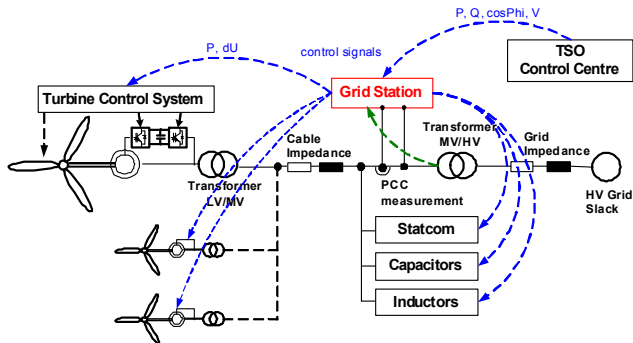 P, Q, cosPhi, V
P, dU
control signals
TSO
Control Centre
Turbine Control System
Grid Station
Cable
Impedance
Transformer
MV/HV
Grid
Impedance
Transformer
LV/MV
PCC
measurement
HV Grid
Slack
Statcom
Capacitors
Inductors